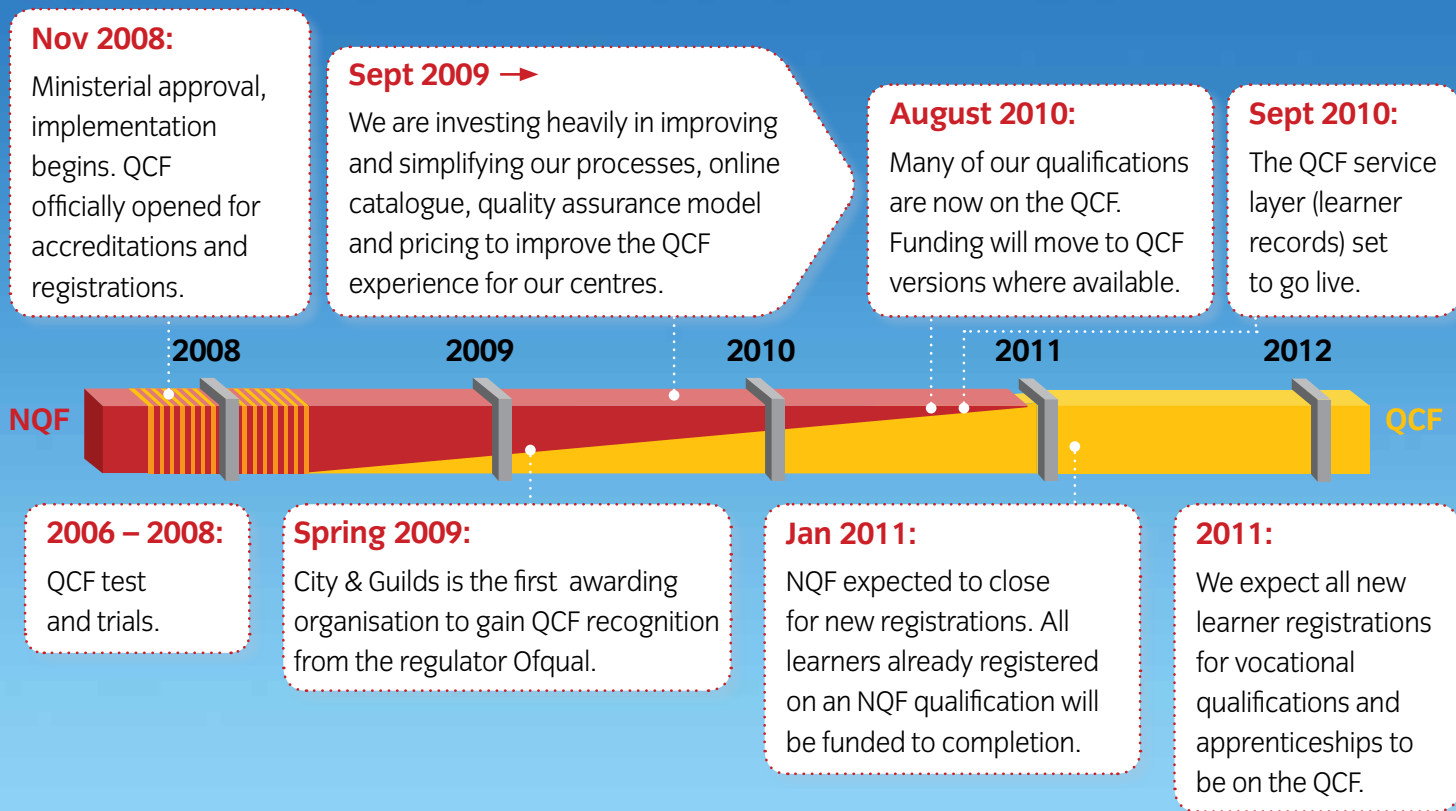 Nov 2008:
Ministerial approval,
implementation
begins. QCF
officially opened for
accreditations and
registrations.
Sept 2009 →
We are investing heavily in improving
and simplifying our processes, online
catalogue, quality assurance model
and pricing to improve the QCF
experience for our centres.
August 2010:
Many of our qualifications
are now on the QCF.
Funding will move to QCF
versions where available.
Sept 2010:
The QCF service
layer (learner
records) set
to go live.
2008
2009
2010
2011
2012
NQF
QCF
2006 – 2008:
QCF test
and trials.
Spring 2009:
City & Guilds is the first awarding
organisation to gain QCF recognition
from the regulator Ofqual.
Jan 2011:
NQF expected to close
for new registrations. All
learners already registered
on an NQF qualification will
be funded to completion.
2011:
We expect all new
learner registrations
for vocational
qualifications and
apprenticeships to
be on the QCF.